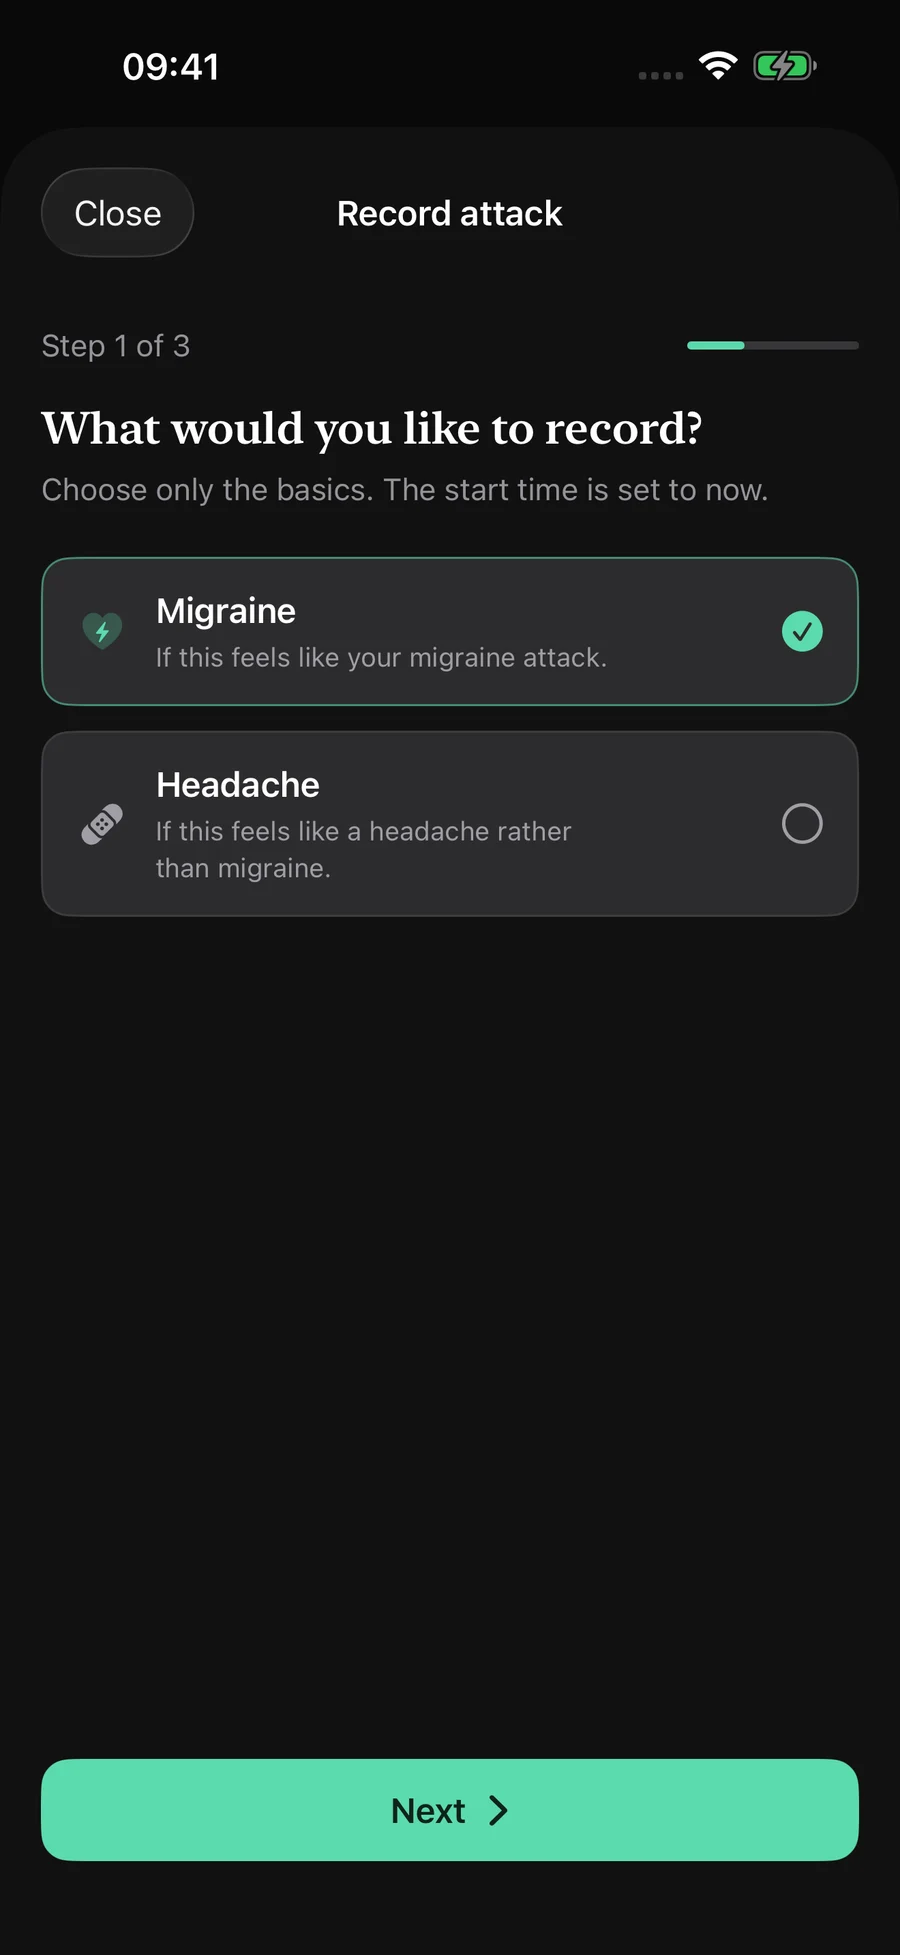 09:41
Close
Record attack
Step 1 of 3
What would you like to record?
Choose only the basics. The start time is set to now.
Migraine
If this feels like your migraine attack.
Headache
If this feels like a headache rather
than migraine.
Next